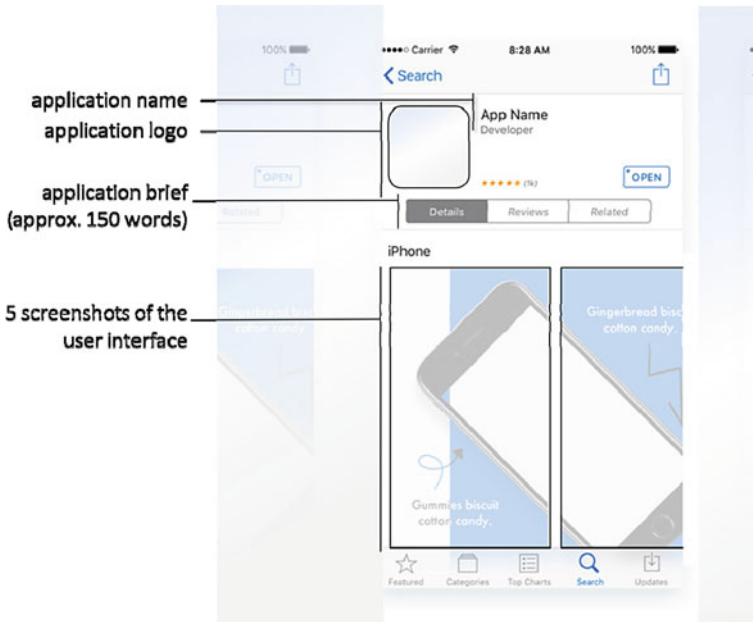 application name
application logo
application brief
(approx. 150 words)
5 screenshots of the
user interface
100%
OPEN
Related
Gingerbread bisc
cotton candy.
Carrier
8:28 AM
100%
Search
App Name
Developer
(1k)
OPEN
Details
Reviews
Related
iPhone
Gummies biscuit
cotton candy.
Gingerbread bisc
cotton candy.
Featured
Categories
Top Charts
Search
Updates